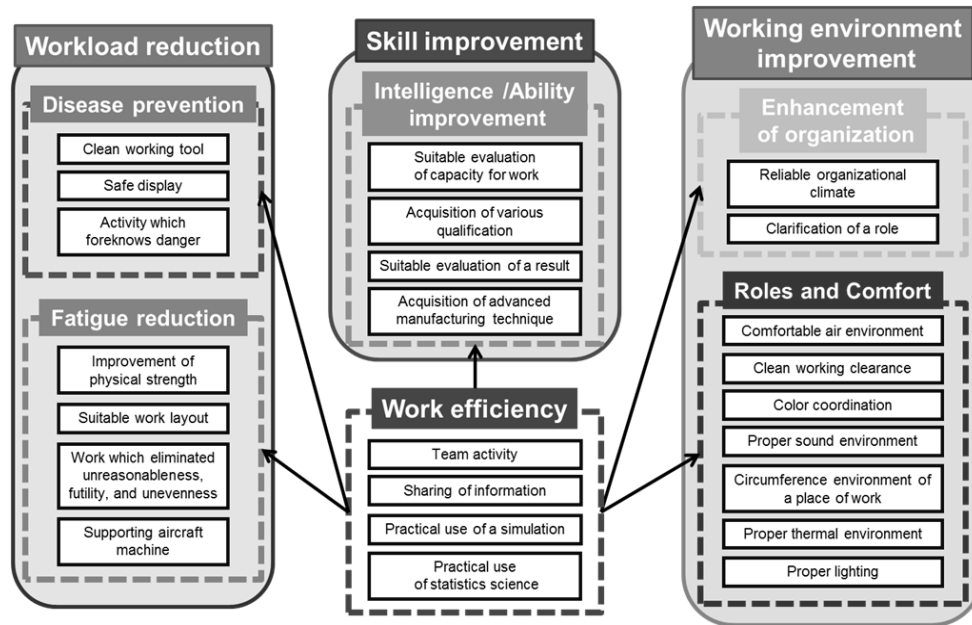 Workload reduction
Disease prevention
Clean working tool
Safe display
Activity which
foreknows danger
Fatigue reduction
Improvement of
physical strength
Suitable work layout
Work which eliminated
unreasonableness,
futility, and unevenness
Supporting aircraft
machine
Skill improvement
Intelligence /Ability
improvement
Suitable evaluation
of capacity for work
Acquisition of various
qualification
Suitable evaluation of a result
Acquisition of advanced
manufacturing technique
Work efficiency
Team activity
Sharing of information
Practical use of a simulation
Practical use
of statistics science
Working environment
improvement
Enhancement
of organization
Reliable organizational
climate
Clarification of a role
Roles and Comfort
Comfortable air environment
Clean working clearance
Color coordination
Proper sound environment
Circumference environment of
a place of work
Proper thermal environment
Proper lighting